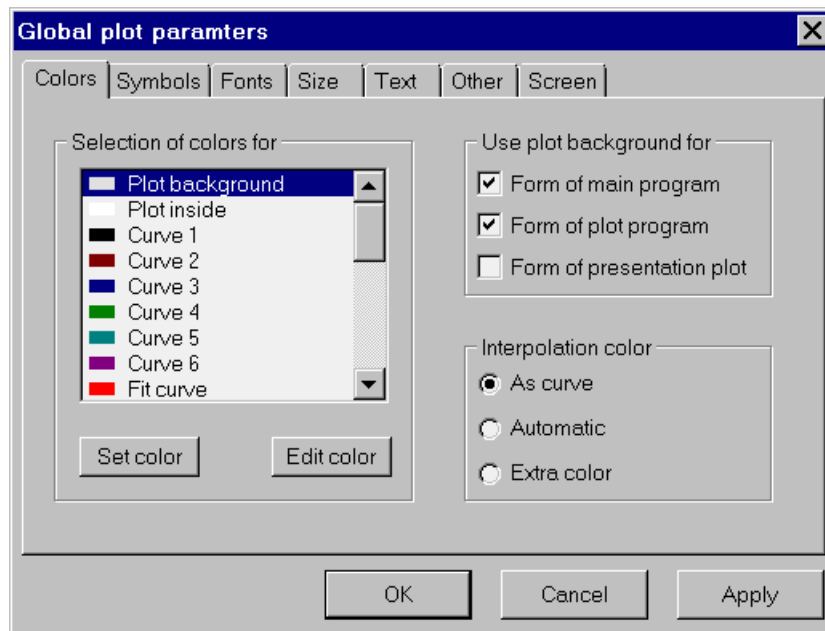 Global plot paramters
Colors Symbols Fonts Size Text Other Screen
Selection of colors for
Plot background
Plot inside
Curve 1
Curve 2
Curve 3
Curve 4
Curve 5
Curve 6
Fit curve
Set color Edit color
Use plot background for
Form of main program
Form of plot program
Form of presentation plot
Interpolation color
As curve
Automatic
Extra color
OK Cancel Apply